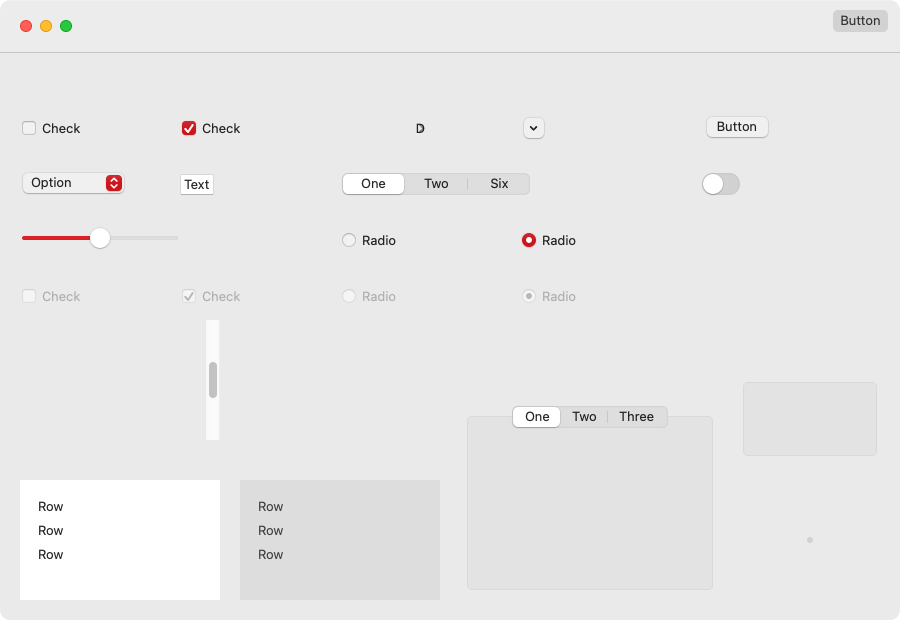 Button
Check
Check
D
Button
Option
Text
One
Two
Six
Radio
Radio
Check
Check
Radio
Radio
One
Two
Three
Row
Row
Row
Row
Row
Row